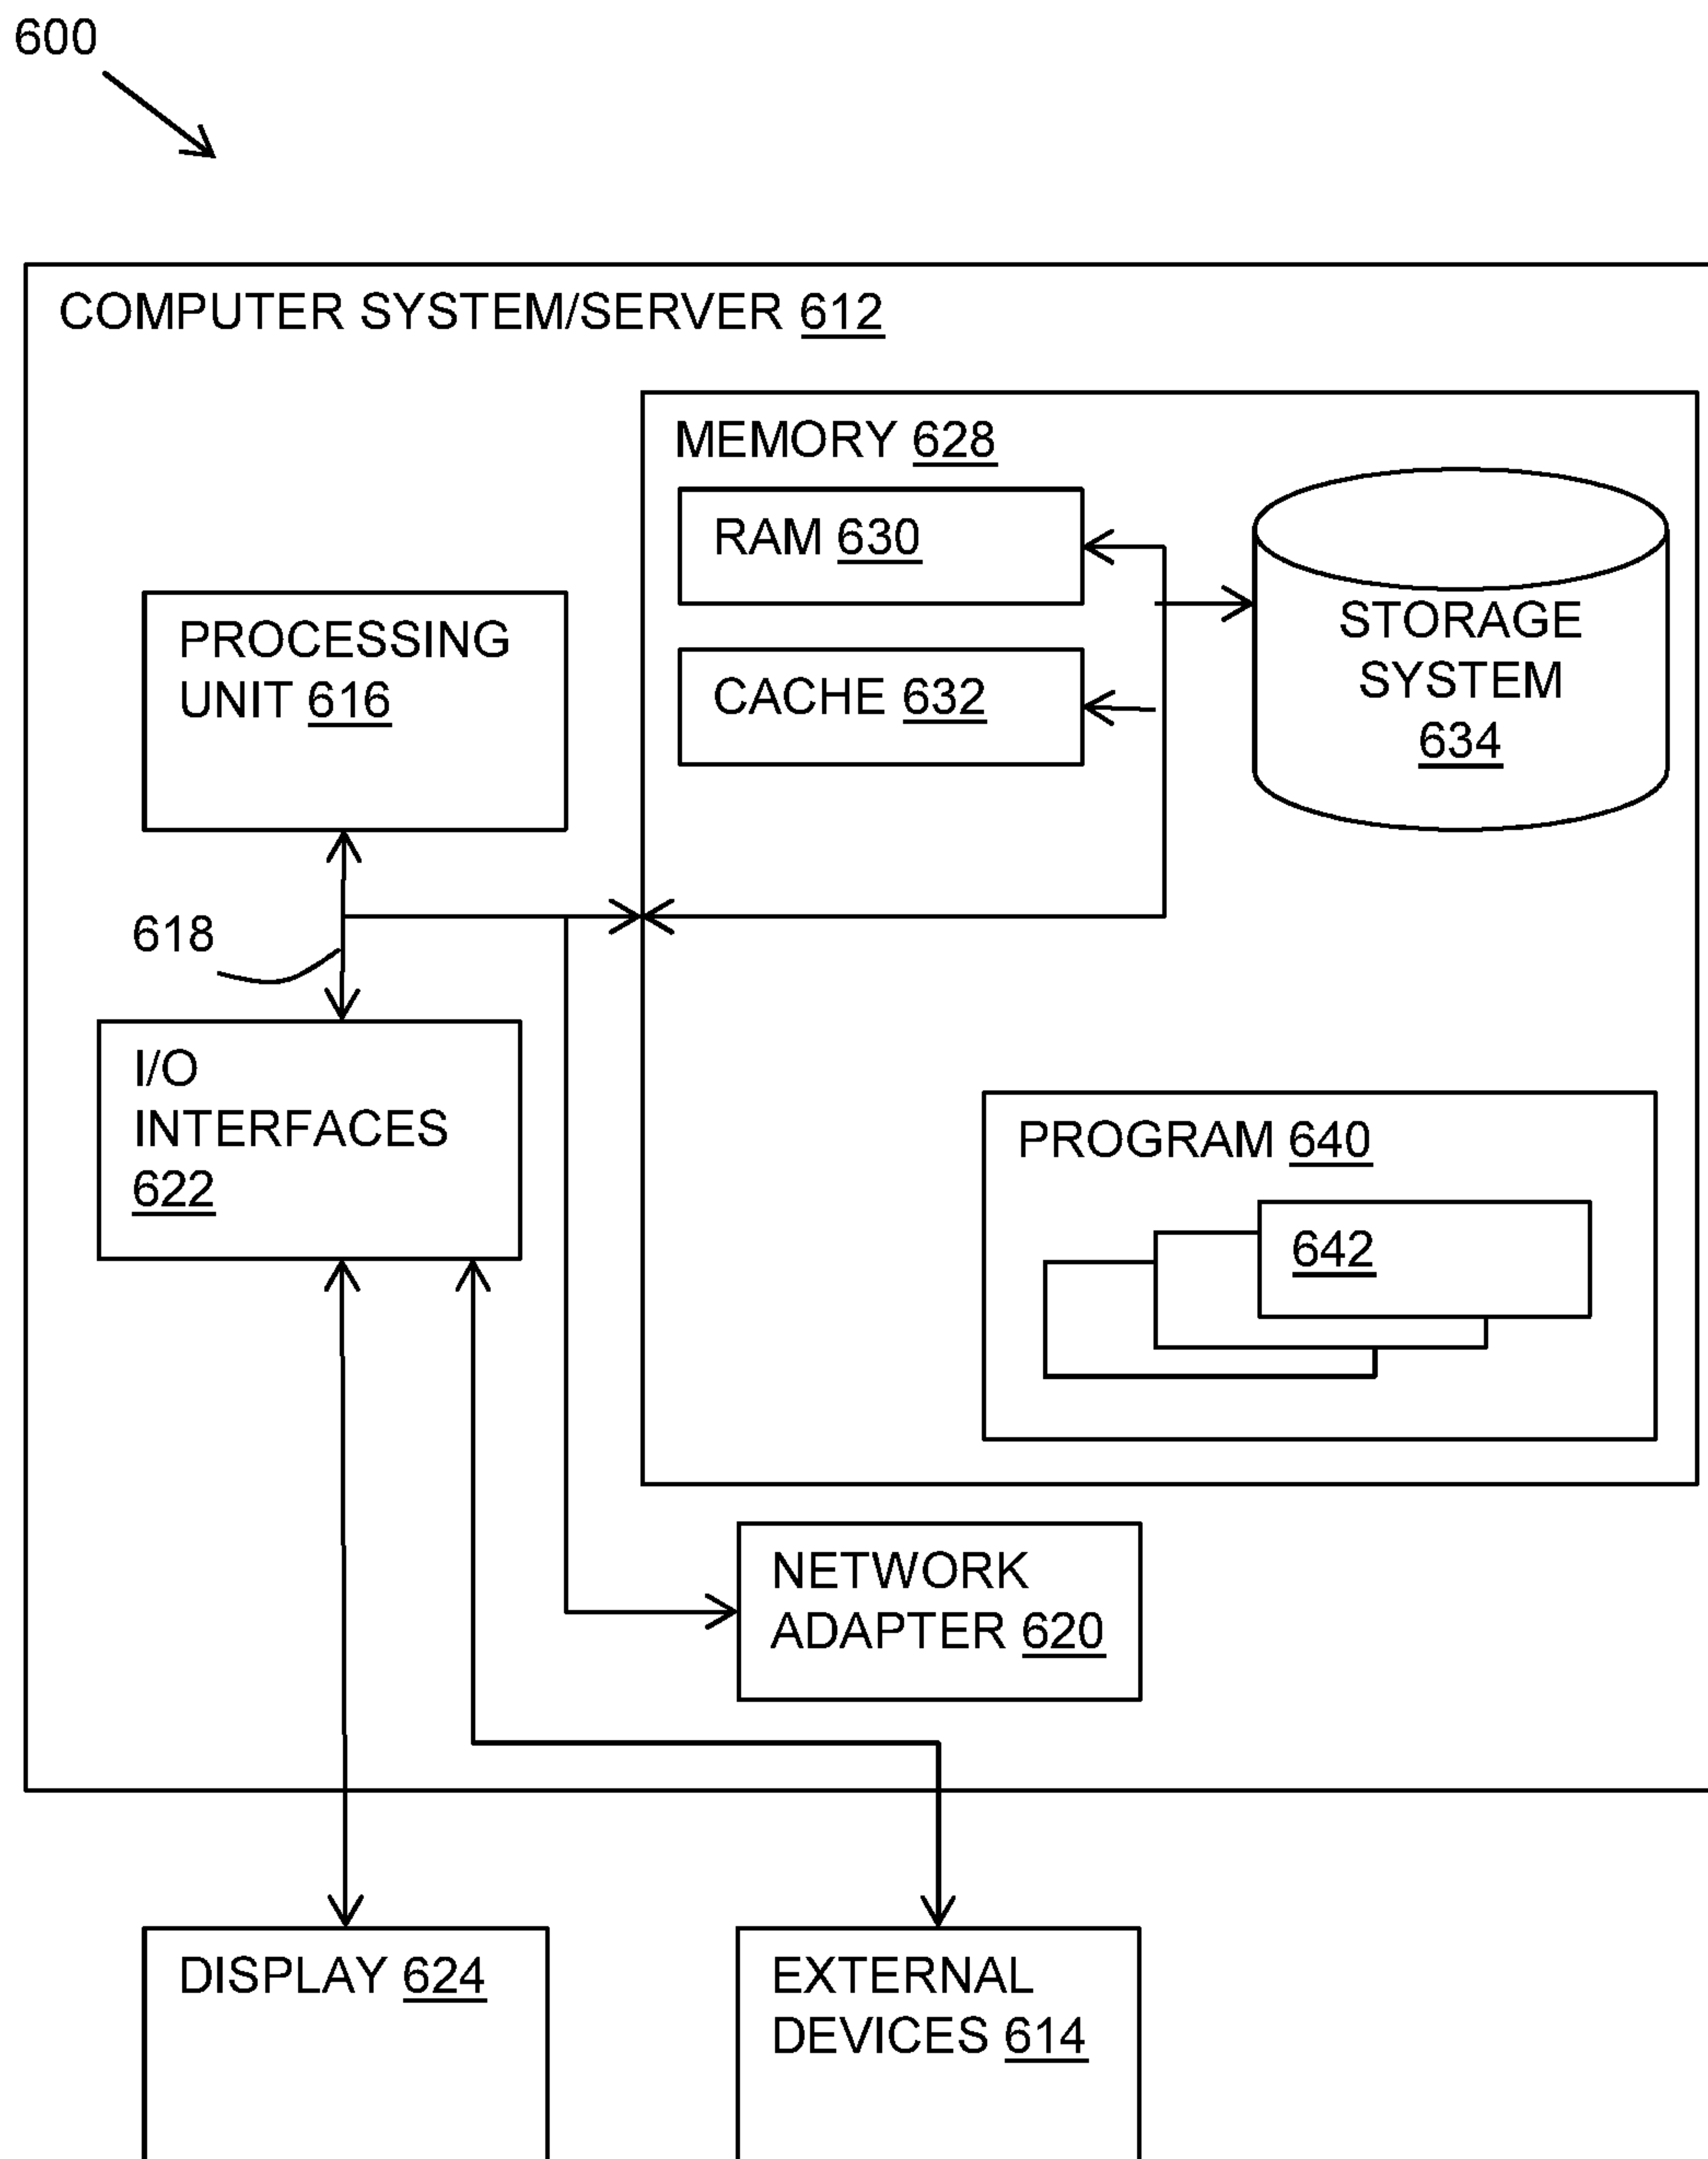 600
COMPUTER SYSTEM/SERVER 612
MEMORY 628
RAM 630
STORAGE
SYSTEM
634
PROCESSING
UNIT 616
CACHE 632
618
I/O
INTERFACES
622
PROGRAM 640
642
NETWORK
ADAPTER 620
DISPLAY 624
EXTERNAL
DEVICES 614